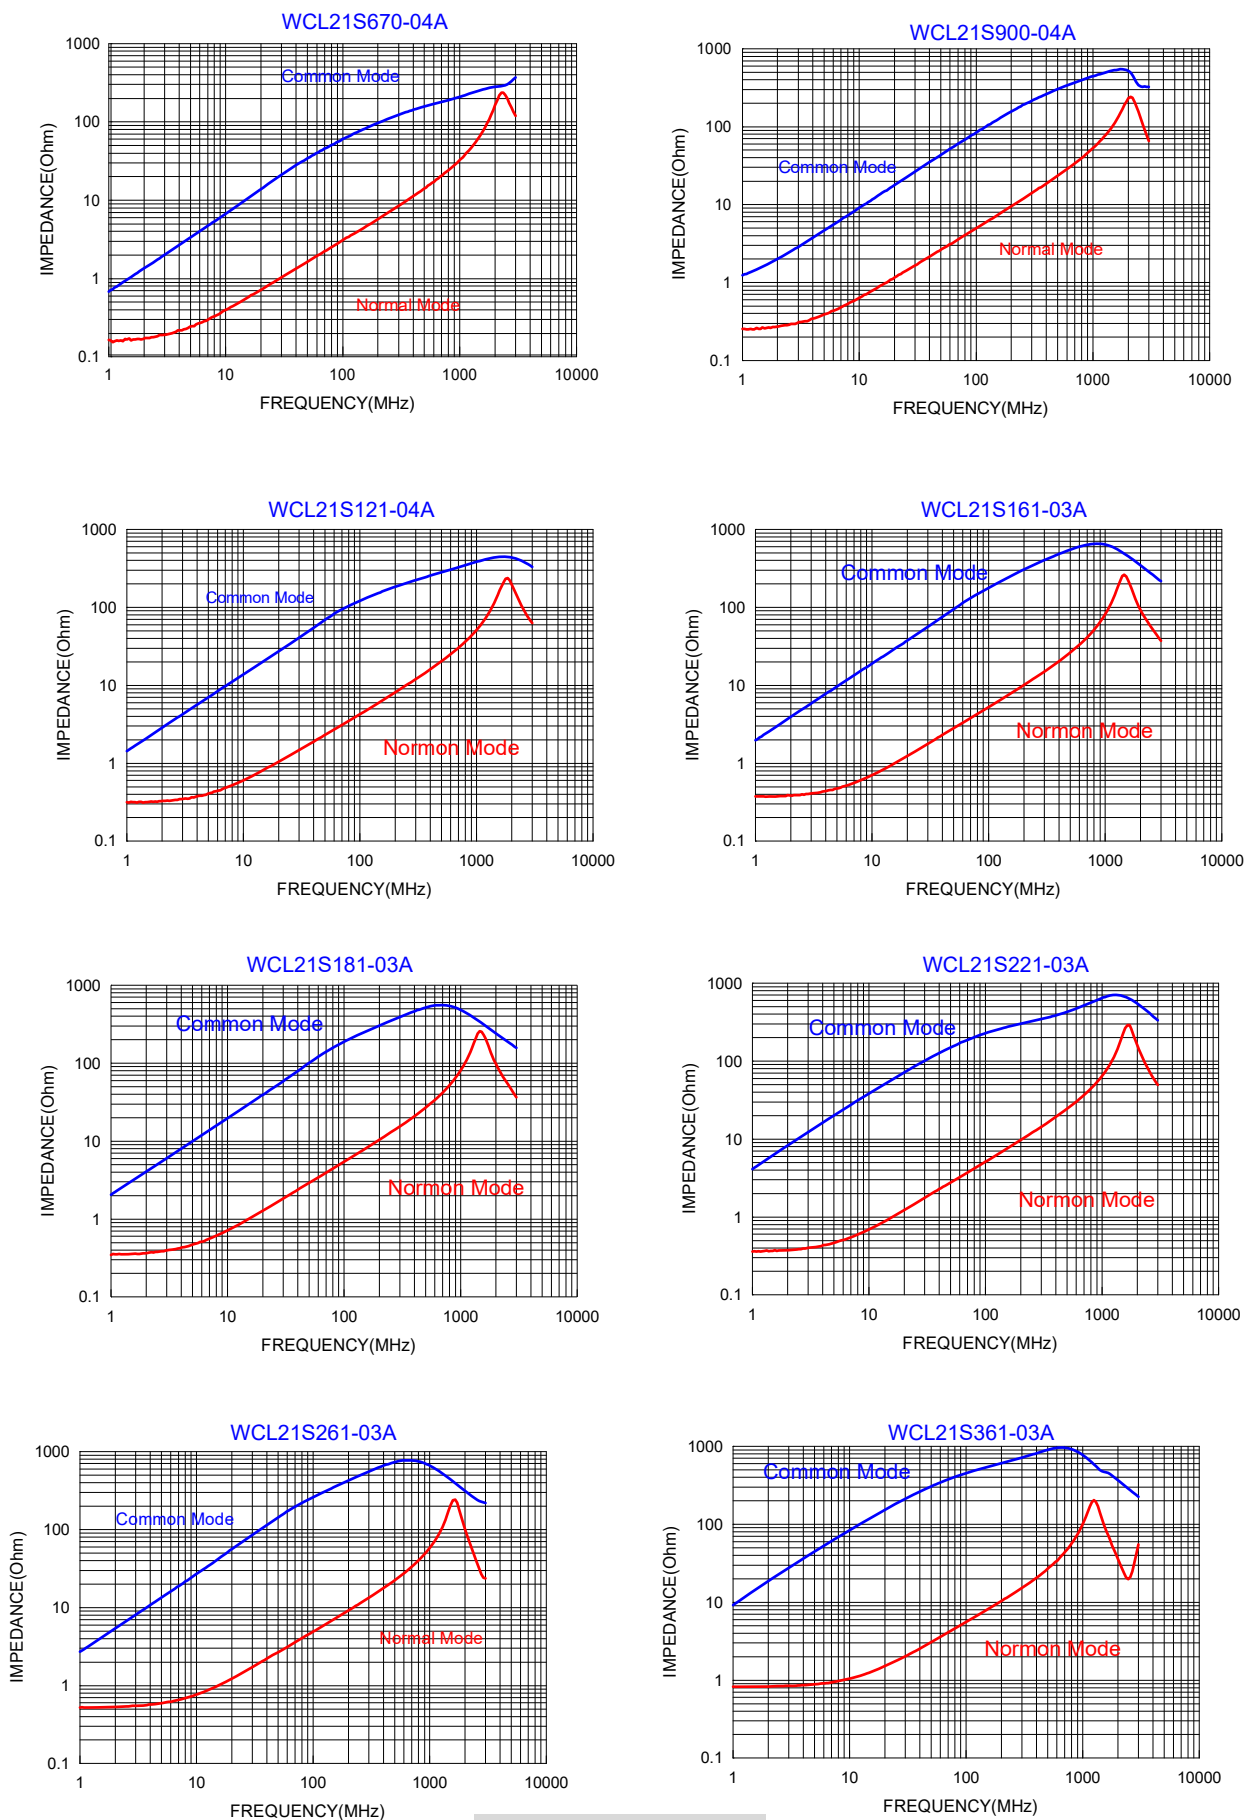 WCL21S670-04A
1000
100
10
1
0.1
IMPEDANCE(Ohm)
Common Mode
Normal Mode
1 10 100 1000 10000
FREQUENCY(MHz)
WCL21S900-04A
1000
100
10
1
0.1
IMPEDANCE(Ohm)
Common Mode
Normal Mode
1 10 100 1000 10000
FREQUENCY(MHz)
WCL21S121-04A
1000
100
10
1
0.1
IMPEDANCE(Ohm)
Common Mode
Normon Mode
1 10 100 1000 10000
FREQUENCY(MHz)
WCL21S161-03A
1000
100
10
1
0.1
IMPEDANCE(Ohm)
Common Mode
Normon Mode
1 10 100 1000 10000
FREQUENCY(MHz)
WCL21S181-03A
1000
100
10
1
0.1
IMPEDANCE(Ohm)
Common Mode
Normon Mode
1 10 100 1000 10000
FREQUENCY(MHz)
WCL21S221-03A
1000
100
10
1
0.1
IMPEDANCE(Ohm)
Common Mode
Normon Mode
1 10 100 1000 10000
FREQUENCY(MHz)
WCL21S261-03A
1000
100
10
1
0.1
IMPEDANCE(Ohm)
Common Mode
Normal Mode
1 10 100 1000 10000
FREQUENCY(MHz)
WCL21S361-03A
1000
100
10
1
0.1
IMPEDANCE(Ohm)
Common Mode
Normon Mode
1 10 100 1000 10000
FREQUENCY(MHz)